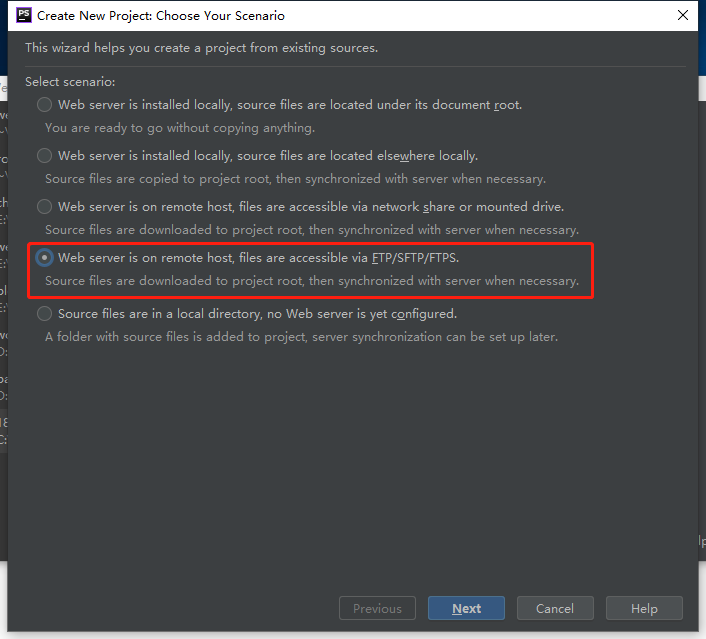 PS Create New Project: Choose Your Scenario
This wizard helps you create a project from existing sources.
Select scenario:
Web server is installed locally, source files are located under its document root.
You are ready to go without copying anything.
Web server is installed locally, source files are located elsewhere locally.
Source files are copied to project root, then synchronized with server when necessary.
Web server is on remote host, files are accessible via network share or mounted drive.
Source files are downloaded to project root, then synchronized with server when necessary.
Web server is on remote host, files are accessible via FTP/SFTP/FTPS.
Source files are downloaded to project root, then synchronized with server when necessary.
Source files are in a local directory, no Web server is yet configured.
A folder with source files is added to project, server synchronization can be set up later.
Previous Next Cancel Help